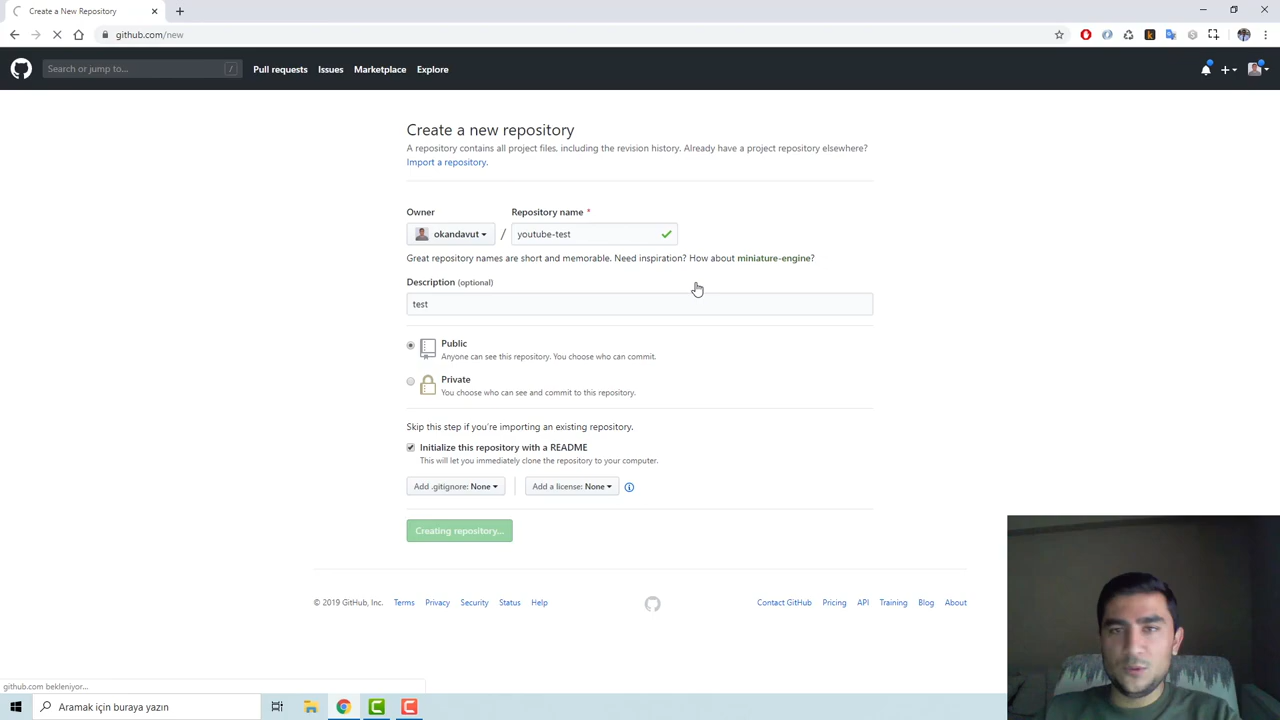 Create a New Repository
github.com/new
Search or jump to...
/
Pull requests
Issues
Marketplace
Explore
Create a new repository
A repository contains all project files, including the revision history. Already have a project repository elsewhere?
Import a repository.
Owner
Repository name *
okandavut
/
youtube-test
Great repository names are short and memorable. Need inspiration? How about miniature-engine?
Description (optional)
test
Public
Anyone can see this repository. You choose who can commit.
Private
You choose who can see and commit to this repository.
Skip this step if you're importing an existing repository.
Initialize this repository with a README
This will let you immediately clone the repository to your computer.
Add .gitignore: None
Add a license: None
Creating repository...
© 2019 GitHub, Inc.
Terms
Privacy
Security
Status
Help
Contact GitHub
Pricing
API
Training
Blog
About
github.com bekleniyor...
Aramak için buraya yazın